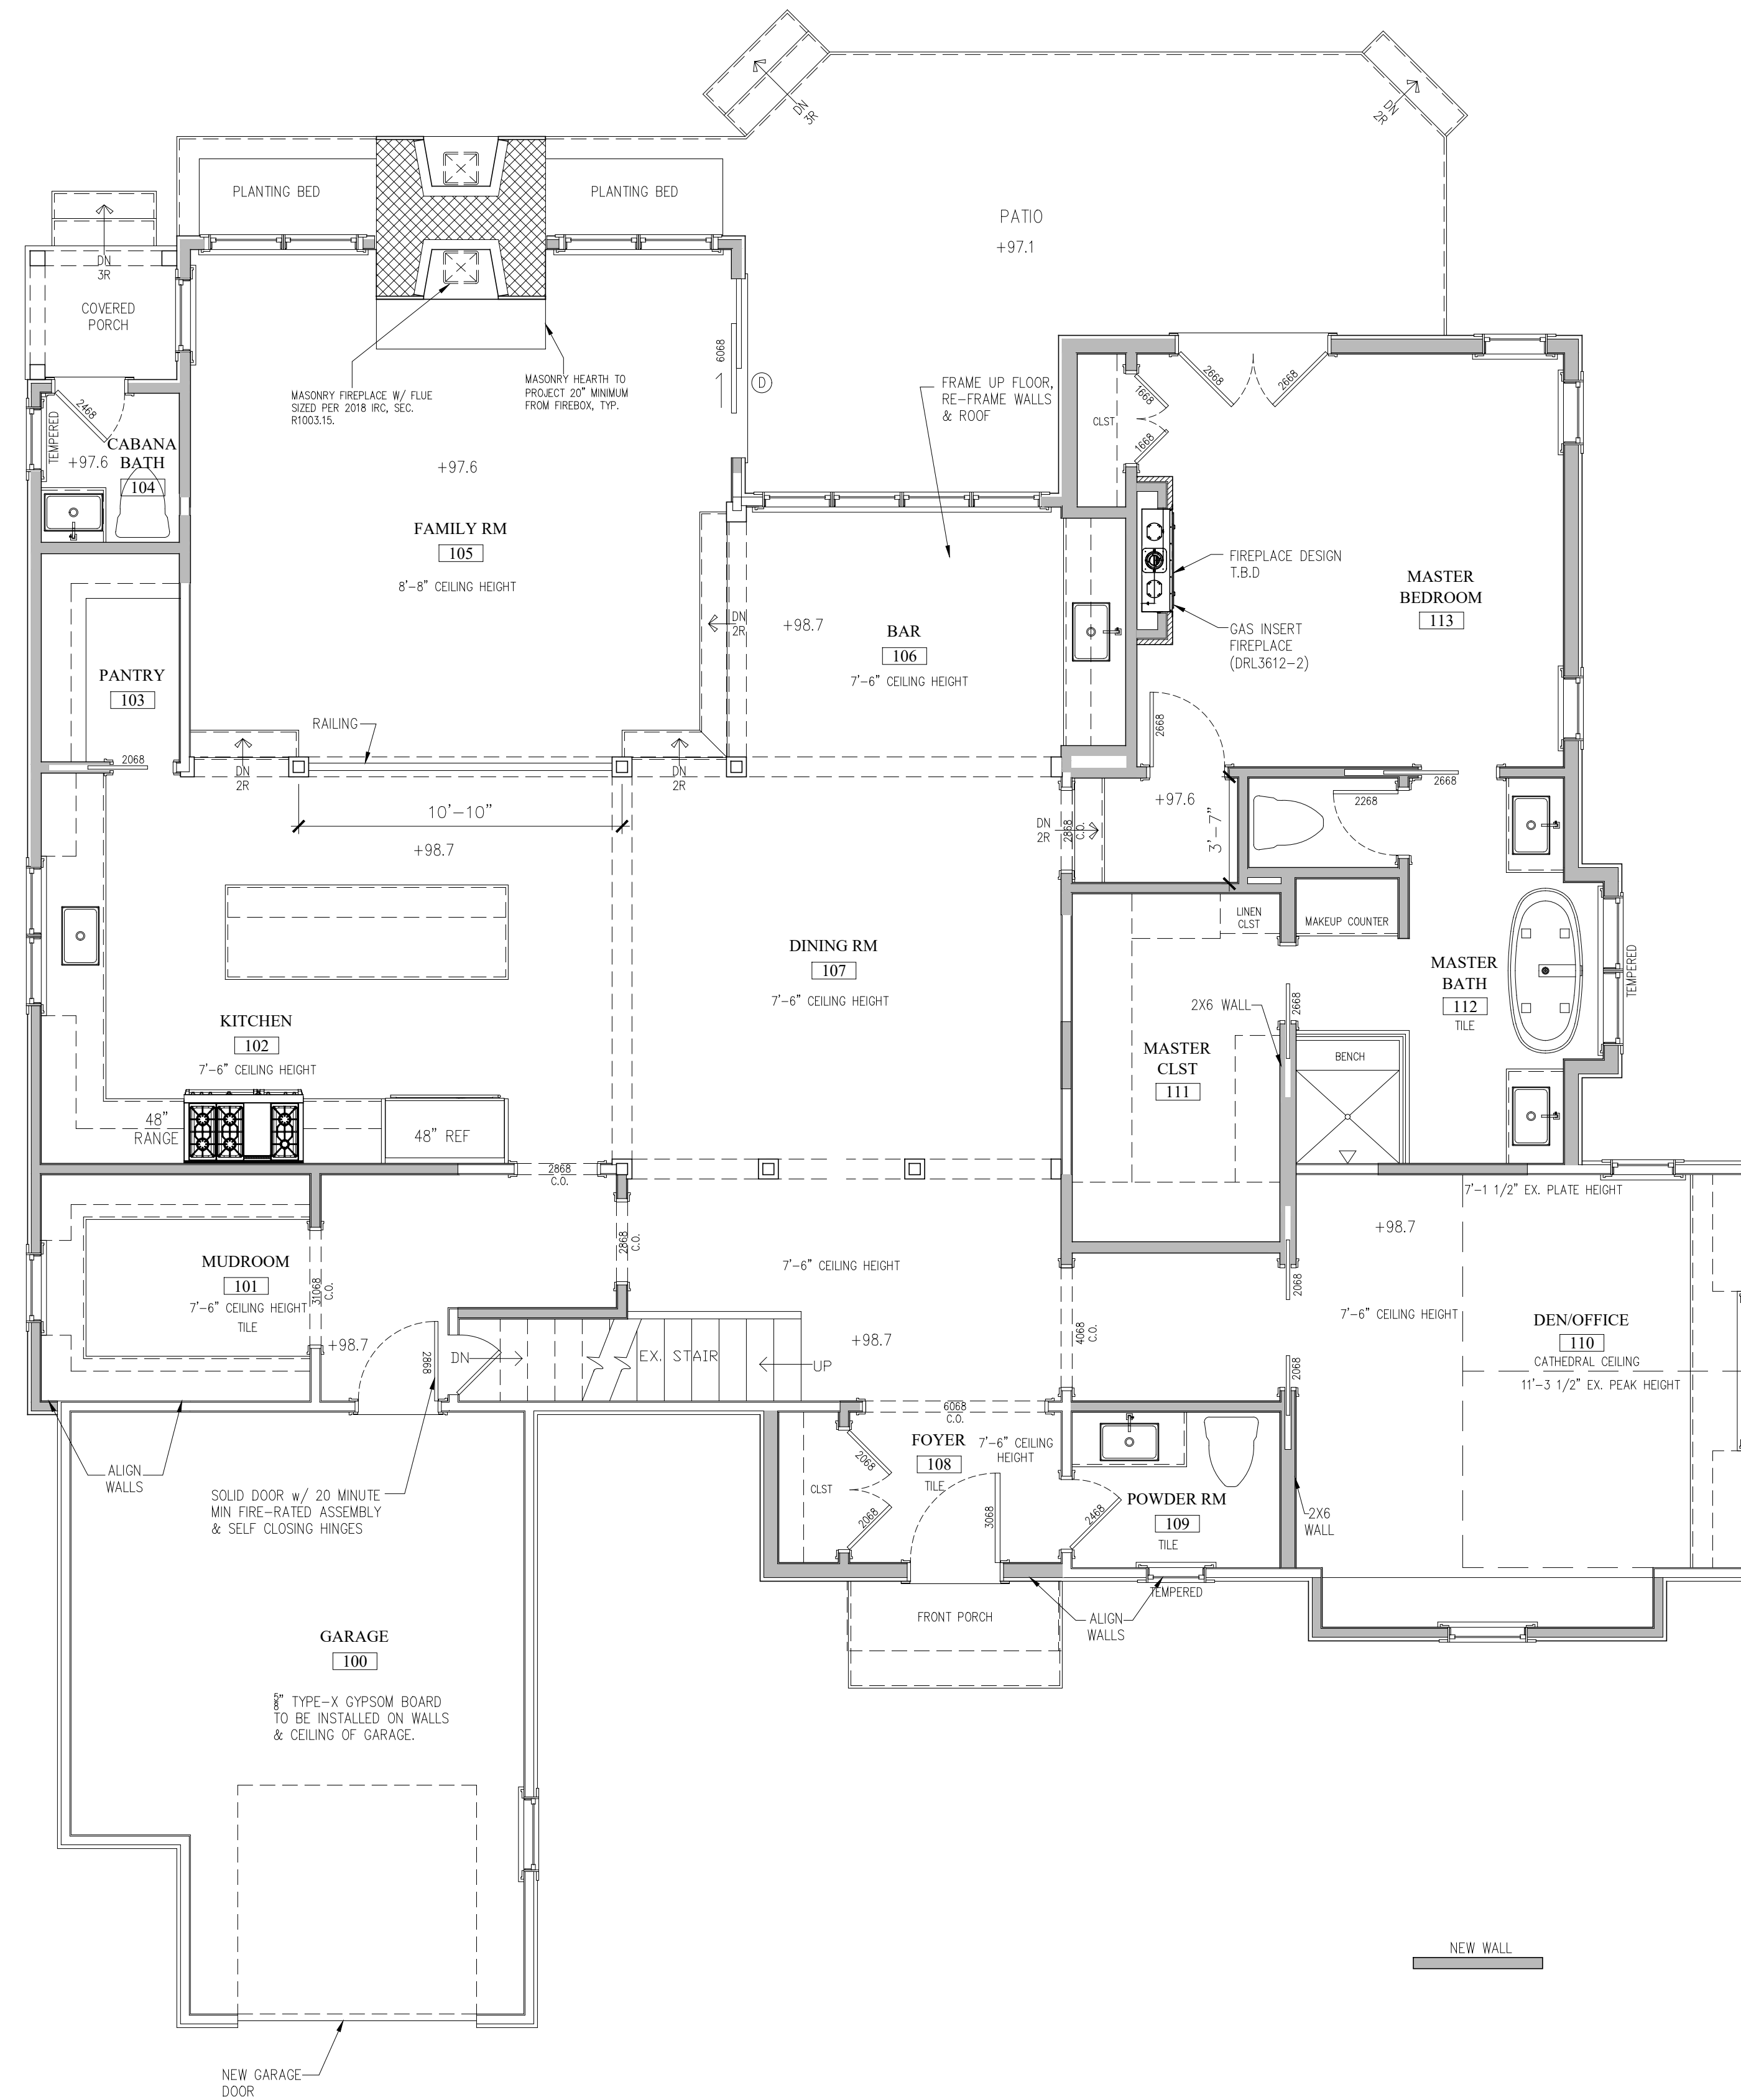 DN
3R
DN
2R
PLANTING BED
PLANTING BED
PATIO
+97.1
DN
3R
COVERED
PORCH
6068
D
MASONRY FIREPLACE W/ FLUE
SIZED PER 2018 IRC, SEC.
R1003.15.
MASONRY HEARTH TO
PROJECT 20" MINIMUM
FROM FIREBOX, TYP.
FRAME UP FLOOR,
RE-FRAME WALLS
& ROOF
2668
2668
1668
CLST
1668
2468
TEMPERED
CABANA
BATH
+97.6
104
+97.6
FAMILY RM
105
8'-8" CEILING HEIGHT
FIREPLACE DESIGN
T.B.D
MASTER
BEDROOM
113
GAS INSERT
FIREPLACE
(DRL3612-2)
DN
2R
+98.7
BAR
106
7'-6" CEILING HEIGHT
PANTRY
103
RAILING
2668
2068
DN
2R
DN
2R
2668
10'-10"
+98.7
DN
2R
2868
C.O.
+97.6
3'-7"
2268
LINEN
CLST
MAKEUP COUNTER
DINING RM
107
7'-6" CEILING HEIGHT
MASTER
BATH
112
TILE
TEMPERED
2X6 WALL
2668
KITCHEN
102
7'-6" CEILING HEIGHT
MASTER
CLST
111
BENCH
48"
RANGE
48" REF
2868
C.O.
7'-1 1/2" EX. PLATE HEIGHT
+98.7
2868
C.O.
MUDROOM
101
7'-6" CEILING HEIGHT
TILE
31068
C.O.
7'-6" CEILING HEIGHT
2068
7'-6" CEILING HEIGHT
DEN/OFFICE
110
CATHEDRAL CEILING
11'-3 1/2" EX. PEAK HEIGHT
+98.7
2868
DN
EX. STAIR
UP
+98.7
4068
C.O.
2068
6068
C.O.
FOYER
108
TILE
7'-6" CEILING
HEIGHT
2068
CLST
2068
3068
2468
POWDER RM
109
TILE
2X6
WALL
ALIGN
WALLS
SOLID DOOR w/ 20 MINUTE
MIN FIRE-RATED ASSEMBLY
& SELF CLOSING HINGES
TEMPERED
FRONT PORCH
ALIGN
WALLS
GARAGE
100
5/8" TYPE-X GYPSOM BOARD
TO BE INSTALLED ON WALLS
& CEILING OF GARAGE.
NEW WALL
NEW GARAGE
DOOR